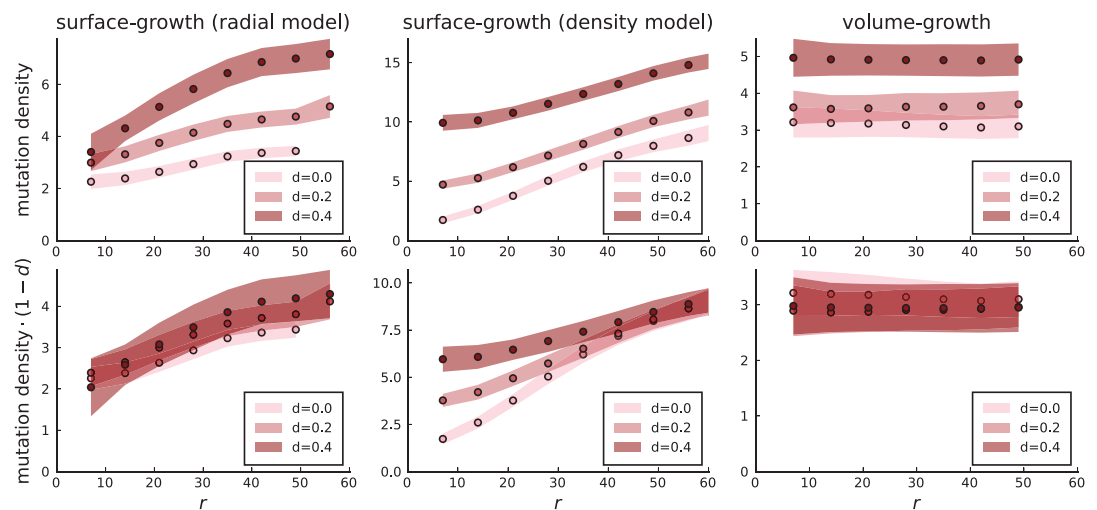 surface-growth (radial model)
surface-growth (density model)
volume-growth
mutation density
0
2
4
6
0 10 20 30 40 50 60
d=0.0
d=0.2
d=0.4
0
5
10
15
0 10 20 30 40 50 60
d=0.0
d=0.2
d=0.4
0
1
2
3
4
5
0 10 20 30 40 50 60
d=0.0
d=0.2
d=0.4
mutation density · (1 − d)
0
1
2
3
4
0 10 20 30 40 50 60
r
d=0.0
d=0.2
d=0.4
0.0
2.5
5.0
7.5
10.0
0 10 20 30 40 50 60
r
d=0.0
d=0.2
d=0.4
0
1
2
3
0 10 20 30 40 50 60
r
d=0.0
d=0.2
d=0.4